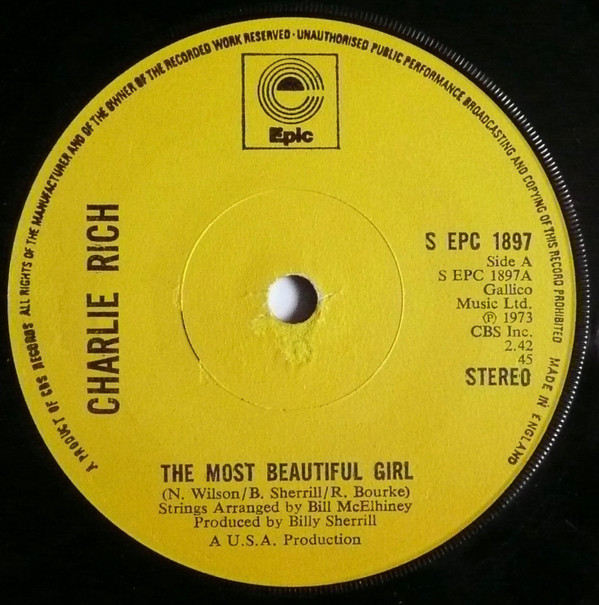 A PRODUCT OF CBS RECORDS ALL RIGHTS OF THE MANUFACTURER AND OF THE OWNER OF THE RECORDED WORK RESERVED · UNAUTHORISED PUBLIC PERFORMANCE BROADCASTING AND COPYING OF THIS RECORD PROHIBITED MADE IN ENGLAND
Epic
CHARLIE RICH
S EPC 1897
Side A
S EPC 1897A
Gallico
Music Ltd.
℗ 1973
CBS Inc.
2.42
45
STEREO
THE MOST BEAUTIFUL GIRL
(N. Wilson/B. Sherrill/R. Bourke)
Strings Arranged by Bill McElhiney
Produced by Billy Sherrill
A U.S.A. Production